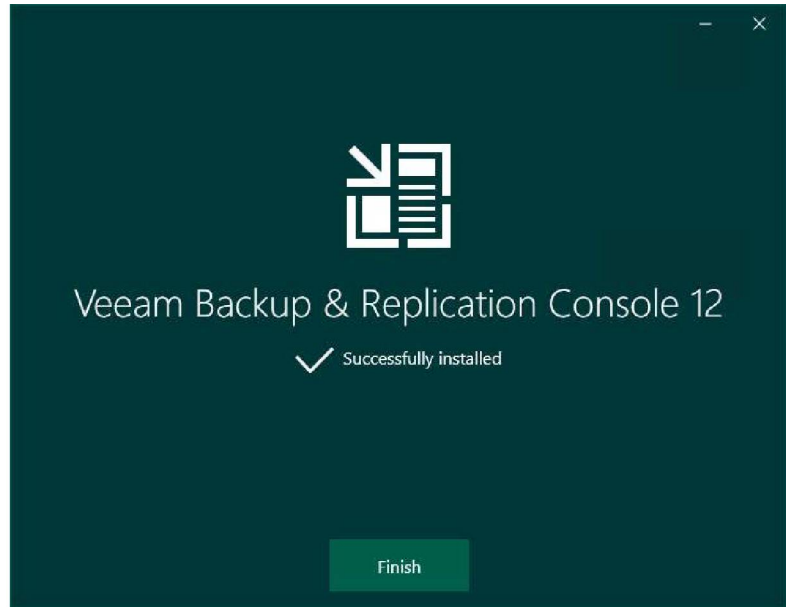 Veeam Backup & Replication Console 12
Successfully installed
Finish